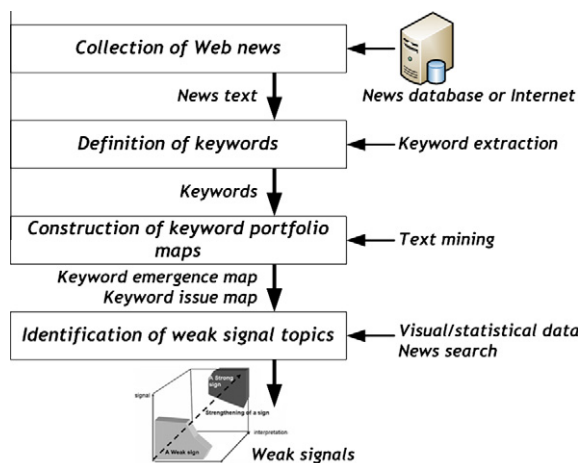 Collection of Web news
News text
News database or Internet
Definition of keywords
Keyword extraction
Keywords
Construction of keyword portfolio
maps
Text mining
Keyword emergence map
Keyword issue map
Identification of weak signal topics
Visual/statistical data
News search
Strong
sign
signal
Strengthening of a sign
interpretation
A Weak sign
Weak signals